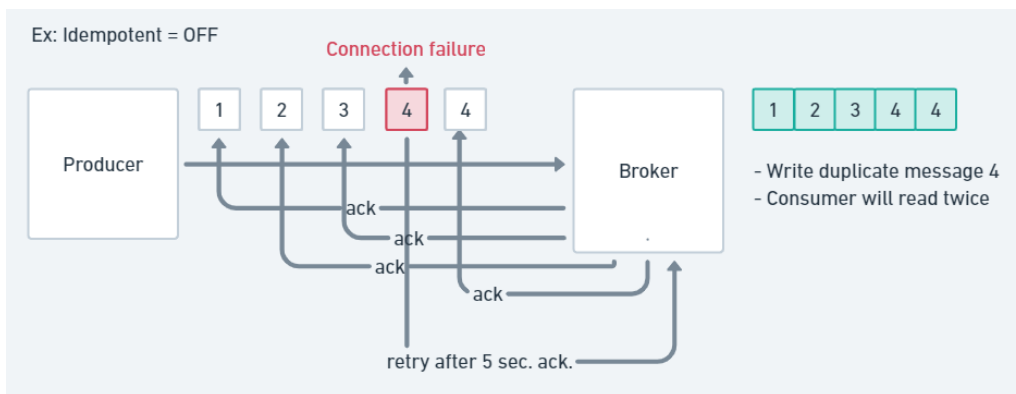 Ex: Idempotent = OFF
Connection failure
1 2 3 4 4
Producer
Broker
1 2 3 4 4
- Write duplicate message 4
- Consumer will read twice
ack
ack
ack
ack
retry after 5 sec. ack.